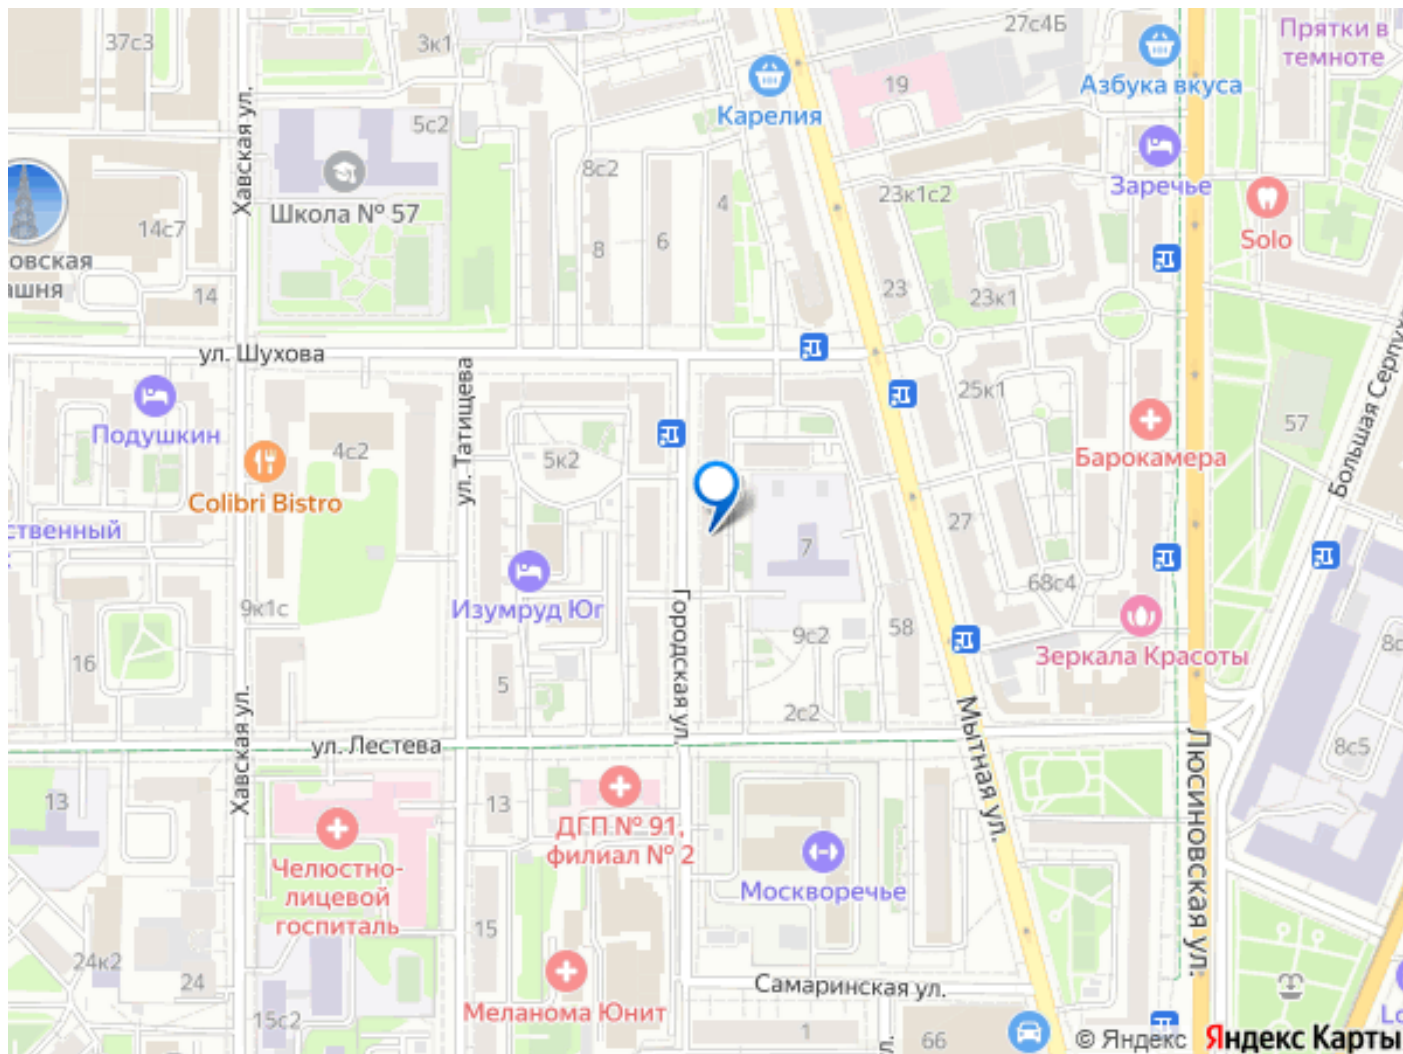 37с3
3к1
27с4Б
Прятки в
темноте
19
Азбука вкуса
Карелия
5с2
Хавская ул.
8с2
Школа № 57
Заречье
23к1с2
4
Solo
14с7
8
6
овская
ашня
14
23
23к1
ул. Шухова
ул. Татищева
Подушкин
4с2
5к2
25к1
57
Большая Серпух
Барокамера
Colibri Bistro
ственный
7
27
Изумруд Юг
9к1с
68с4
Городская ул.
9с2
58
Зеркала Красоты
16
5
8с
2с2
Хавская ул.
ул. Лестева
Мытная ул.
Люсиновская ул.
8с5
13
13
ДГП № 91,
филиал № 2
Челюстно-
лицевой
госпиталь
Москворечье
15
24к2
24
Меланома Юнит
Самаринская ул.
15с2
1
66
Lo
© Яндекс Яндекс Карты